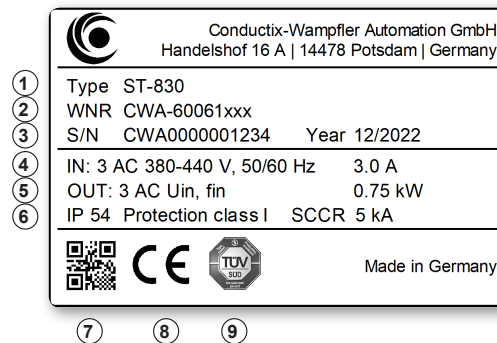 Conductix-Wampfler Automation GmbH
Handelshof 16 A | 14478 Potsdam | Germany
1 Type ST-830
2 WNR CWA-60061xxx
3 S/N CWA0000001234 Year 12/2022
4 IN: 3 AC 380-440 V, 50/60 Hz 3.0 A
5 OUT: 3 AC Uin, fin 0.75 kW
6 IP 54 Protection class I SCCR 5 kA
CE TÜV SÜD Made in Germany
7 8 9